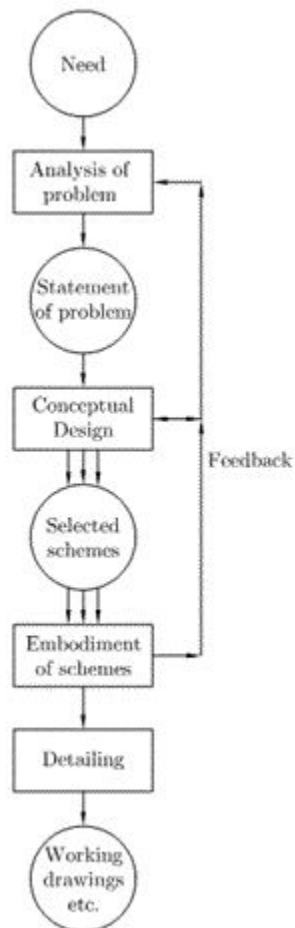 Need
Analysis of
problem
Statement
of problem
Conceptual
Design
Feedback
Selected
schemes
Embodiment
of schemes
Detailing
Working
drawings
etc.